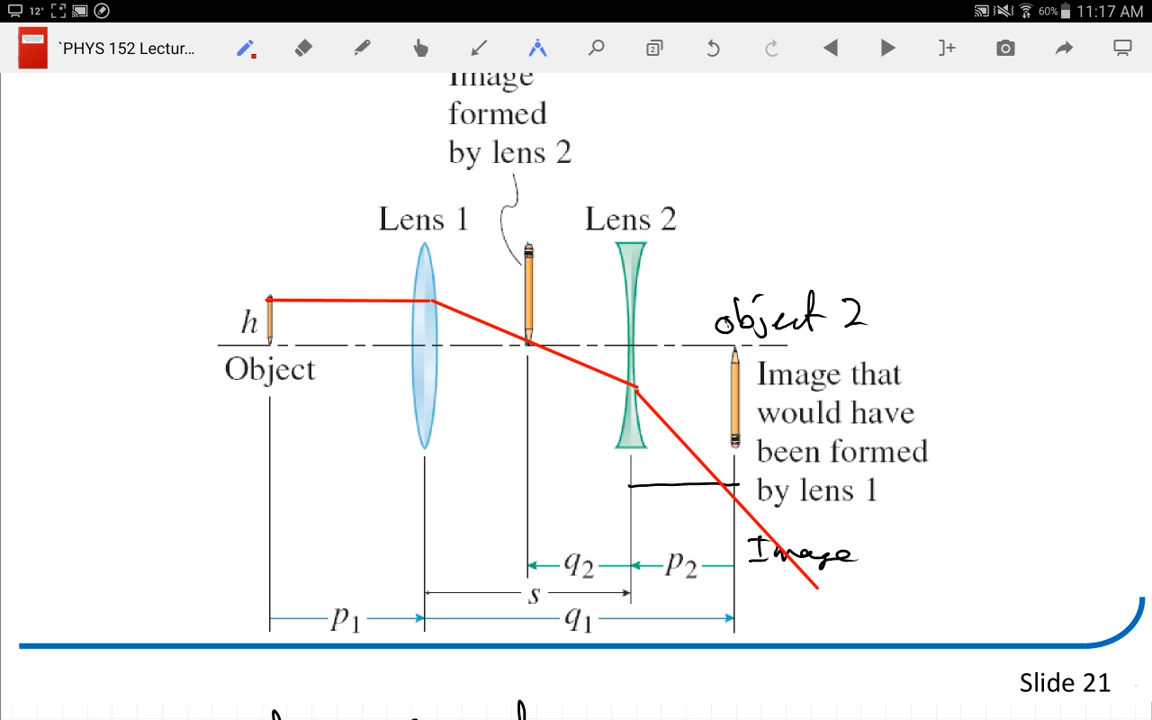 12°
60%
11:17 AM
`PHYS 152 Lectur...
2
Image
formed
by lens 2
Lens 1
Lens 2
object 2
h
Object
Image that
would have
been formed
by lens 1
Image
q2
p2
s
p1
q1
Slide 21